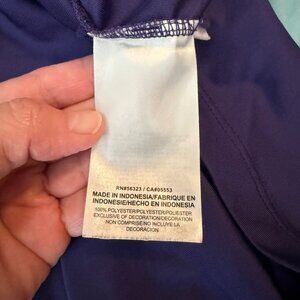 RN#56323 / CA#05553
MADE IN INDONESIA/FABRIQUE EN
INDONESIE/HECHO EN INDONESIA
100% POLYESTER/POLYESTER/POLIESTER
EXCLUSIVE OF DECORATION/DECORATION
NON COMPRISE/NO INCLUYE LA
DECORACION